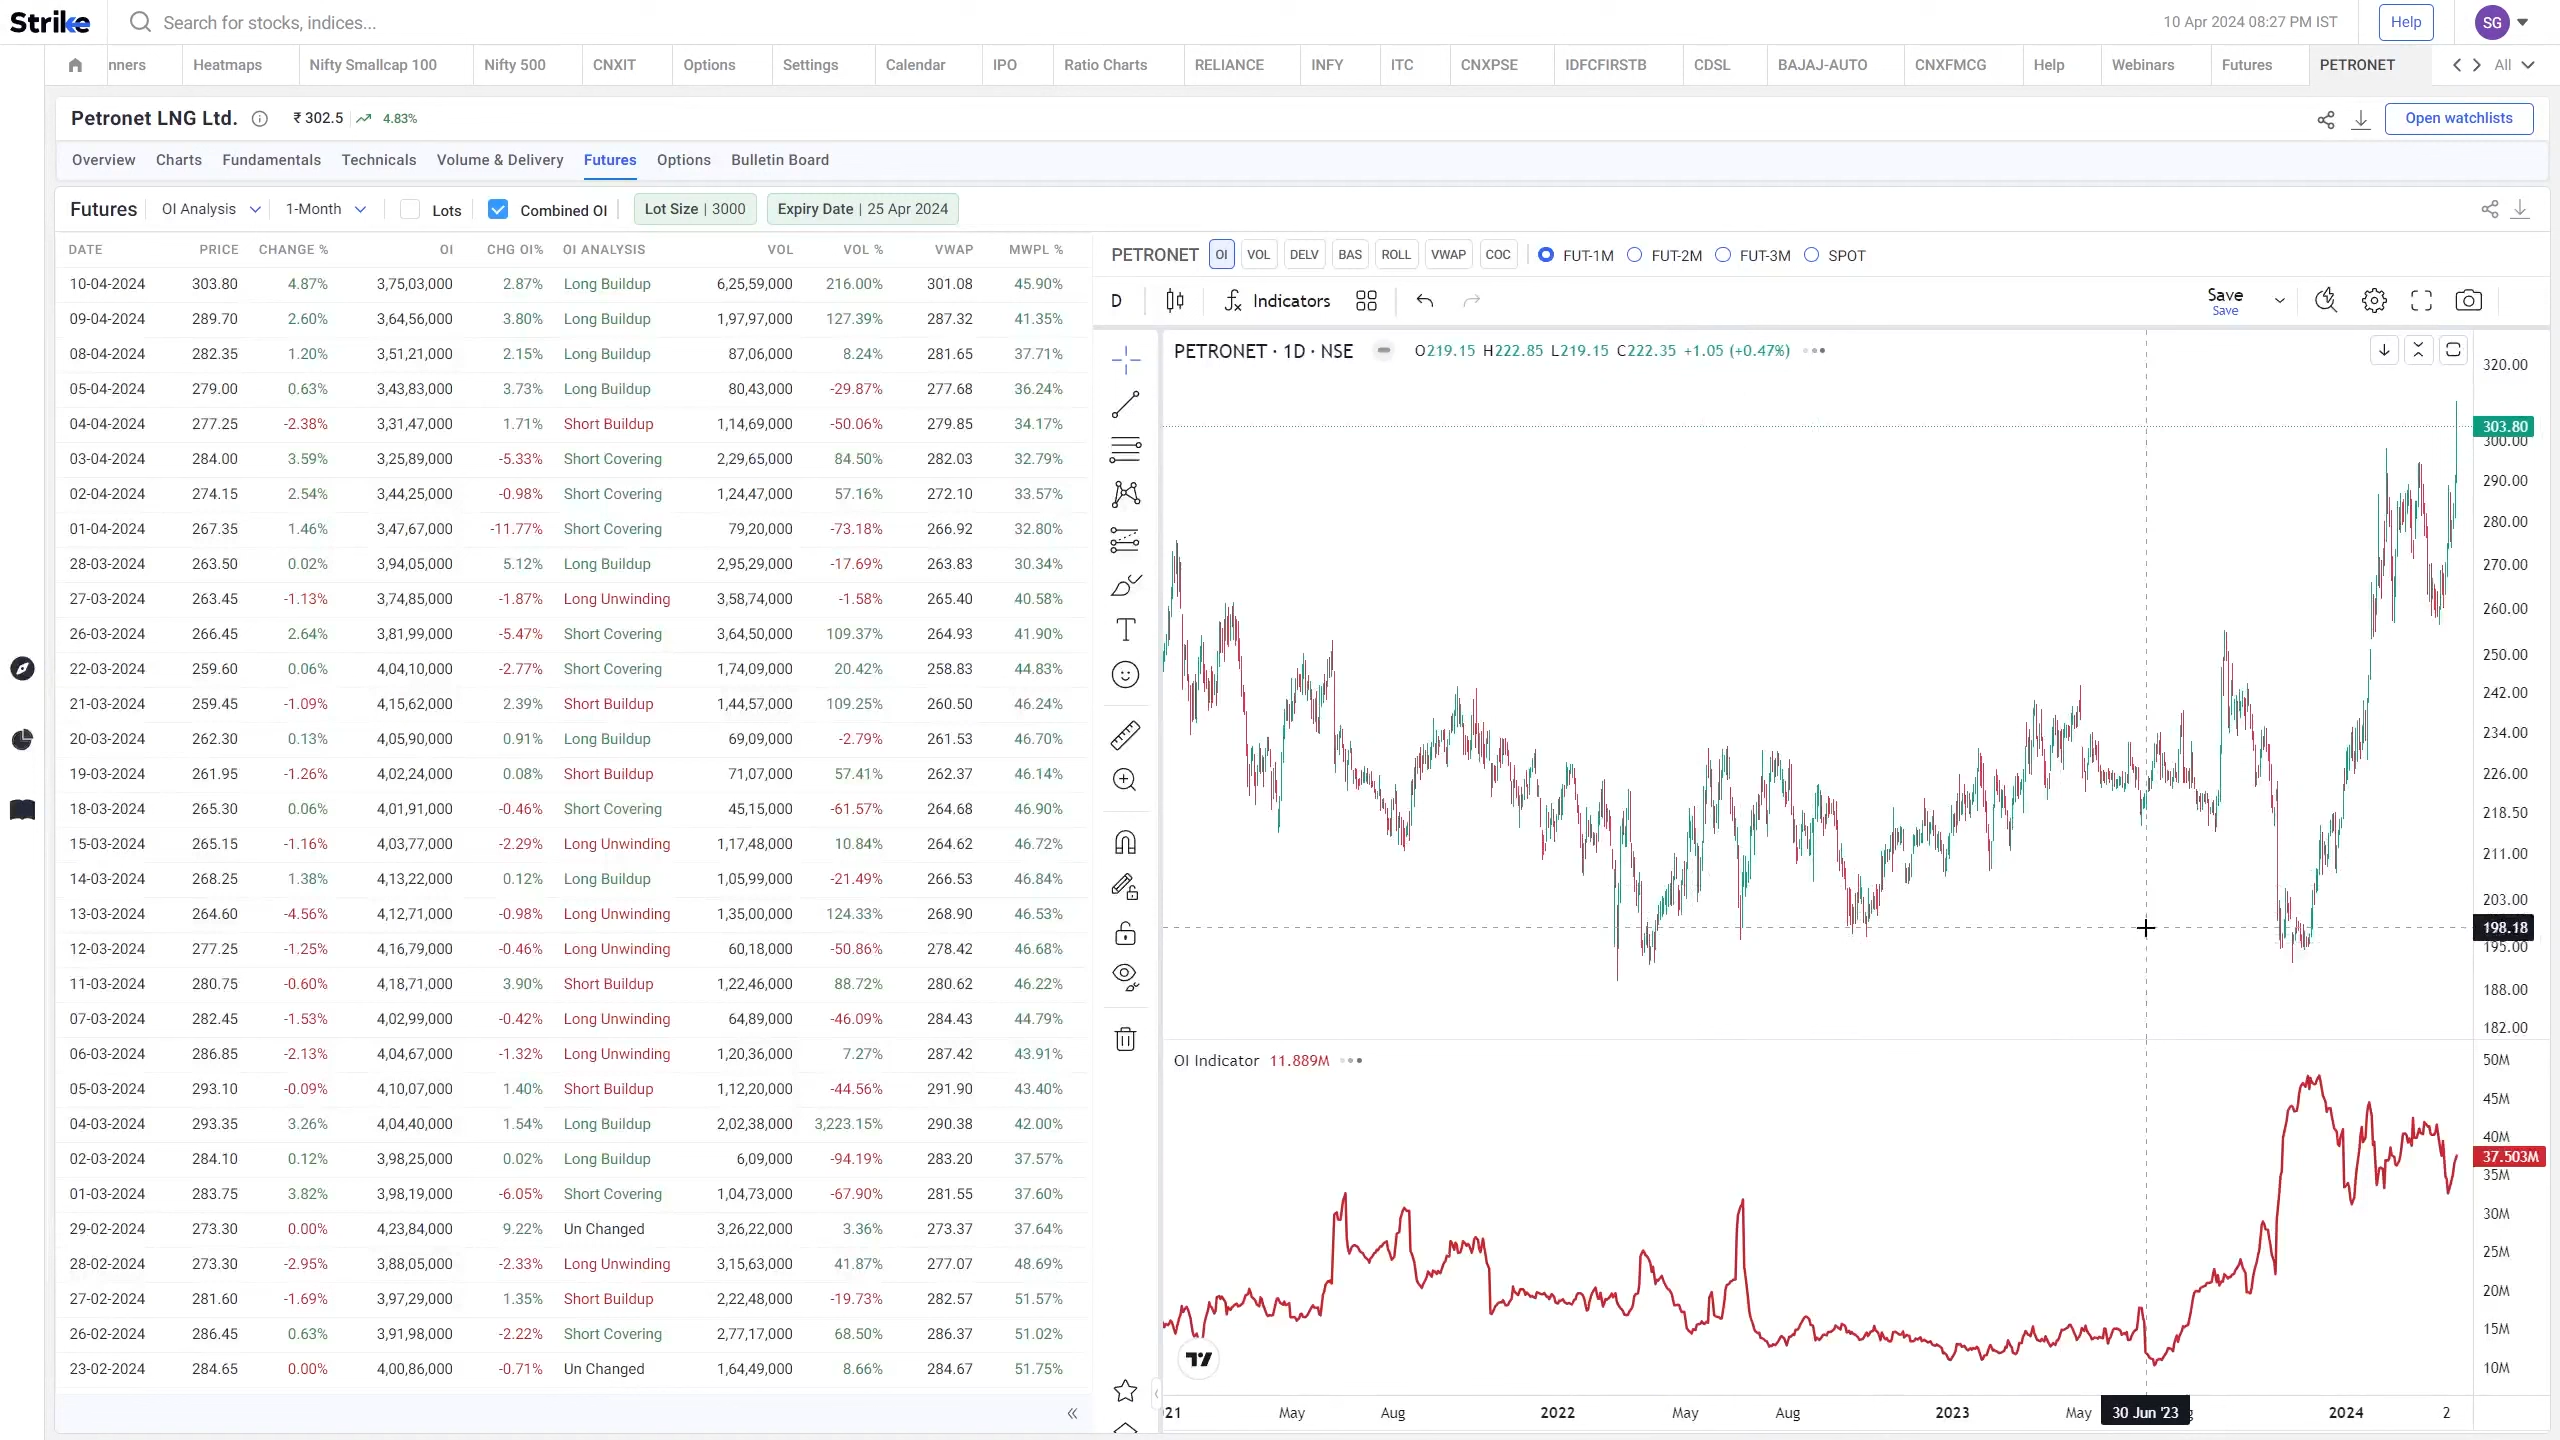 Strike Search for stocks, indices... 10 Apr 2024 08:27 PM IST Help SG
nners Heatmaps Nifty Smallcap 100 Nifty 500 CNXIT Options Settings Calendar IPO Ratio Charts RELIANCE INFY ITC CNXPSE IDFCFIRSTB CDSL BAJAJ-AUTO CNXFMCG Help Webinars Futures PETRONET All
Petronet LNG Ltd. ₹ 302.5 4.83% Open watchlists
Overview Charts Fundamentals Technicals Volume & Delivery Futures Options Bulletin Board
Futures OI Analysis 1-Month Lots Combined OI Lot Size | 3000 Expiry Date | 25 Apr 2024
DATE PRICE CHANGE % OI CHG OI% OI ANALYSIS VOL VOL % VWAP MWPL %
10-04-2024 303.80 4.87% 3,75,03,000 2.87% Long Buildup 6,25,59,000 216.00% 301.08 45.90%
09-04-2024 289.70 2.60% 3,64,56,000 3.80% Long Buildup 1,97,97,000 127.39% 287.32 41.35%
08-04-2024 282.35 1.20% 3,51,21,000 2.15% Long Buildup 87,06,000 8.24% 281.65 37.71%
05-04-2024 279.00 0.63% 3,43,83,000 3.73% Long Buildup 80,43,000 -29.87% 277.68 36.24%
04-04-2024 277.25 -2.38% 3,31,47,000 1.71% Short Buildup 1,14,69,000 -50.06% 279.85 34.17%
03-04-2024 284.00 3.59% 3,25,89,000 -5.33% Short Covering 2,29,65,000 84.50% 282.03 32.79%
02-04-2024 274.15 2.54% 3,44,25,000 -0.98% Short Covering 1,24,47,000 57.16% 272.10 33.57%
01-04-2024 267.35 1.46% 3,47,67,000 -11.77% Short Covering 79,20,000 -73.18% 266.92 32.80%
28-03-2024 263.50 0.02% 3,94,05,000 5.12% Long Buildup 2,95,29,000 -17.69% 263.83 30.34%
27-03-2024 263.45 -1.13% 3,74,85,000 -1.87% Long Unwinding 3,58,74,000 -1.58% 265.40 40.58%
26-03-2024 266.45 2.64% 3,81,99,000 -5.47% Short Covering 3,64,50,000 109.37% 264.93 41.90%
22-03-2024 259.60 0.06% 4,04,10,000 -2.77% Short Covering 1,74,09,000 20.42% 258.83 44.83%
21-03-2024 259.45 -1.09% 4,15,62,000 2.39% Short Buildup 1,44,57,000 109.25% 260.50 46.24%
20-03-2024 262.30 0.13% 4,05,90,000 0.91% Long Buildup 69,09,000 -2.79% 261.53 46.70%
19-03-2024 261.95 -1.26% 4,02,24,000 0.08% Short Buildup 71,07,000 57.41% 262.37 46.14%
18-03-2024 265.30 0.06% 4,01,91,000 -0.46% Short Covering 45,15,000 -61.57% 264.68 46.90%
15-03-2024 265.15 -1.16% 4,03,77,000 -2.29% Long Unwinding 1,17,48,000 10.84% 264.62 46.72%
14-03-2024 268.25 1.38% 4,13,22,000 0.12% Long Buildup 1,05,99,000 -21.49% 266.53 46.84%
13-03-2024 264.60 -4.56% 4,12,71,000 -0.98% Long Unwinding 1,35,00,000 124.33% 268.90 46.53%
12-03-2024 277.25 -1.25% 4,16,79,000 -0.46% Long Unwinding 60,18,000 -50.86% 278.42 46.68%
11-03-2024 280.75 -0.60% 4,18,71,000 3.90% Short Buildup 1,22,46,000 88.72% 280.62 46.22%
07-03-2024 282.45 -1.53% 4,02,99,000 -0.42% Long Unwinding 64,89,000 -46.09% 284.43 44.79%
06-03-2024 286.85 -2.13% 4,04,67,000 -1.32% Long Unwinding 1,20,36,000 7.27% 287.42 43.91%
05-03-2024 293.10 -0.09% 4,10,07,000 1.40% Short Buildup 1,12,20,000 -44.56% 291.90 43.40%
04-03-2024 293.35 3.26% 4,04,40,000 1.54% Long Buildup 2,02,38,000 3,223.15% 290.38 42.00%
02-03-2024 284.10 0.12% 3,98,25,000 0.02% Long Buildup 6,09,000 -94.19% 283.20 37.57%
01-03-2024 283.75 3.82% 3,98,19,000 -6.05% Short Covering 1,04,73,000 -67.90% 281.55 37.60%
29-02-2024 273.30 0.00% 4,23,84,000 9.22% Un Changed 3,26,22,000 3.36% 273.37 37.64%
28-02-2024 273.30 -2.95% 3,88,05,000 -2.33% Long Unwinding 3,15,63,000 41.87% 277.07 48.69%
27-02-2024 281.60 -1.69% 3,97,29,000 1.35% Short Buildup 2,22,48,000 -19.73% 282.57 51.57%
26-02-2024 286.45 0.63% 3,91,98,000 -2.22% Short Covering 2,77,17,000 68.50% 286.37 51.02%
23-02-2024 284.65 0.00% 4,00,86,000 -0.71% Un Changed 1,64,49,000 8.66% 284.67 51.75%
PETRONET OI VOL DELV BAS ROLL VWAP COC FUT-1M FUT-2M FUT-3M SPOT
D Indicators Save
Save
PETRONET · 1D · NSE O219.15 H222.85 L219.15 C222.35 +1.05 (+0.47%)
320.00
303.80
300.00
290.00
280.00
270.00
260.00
250.00
242.00
234.00
226.00
218.50
211.00
203.00
198.18
195.00
188.00
182.00
OI Indicator 11.889M
50M
45M
40M
37.503M
35M
30M
25M
20M
15M
10M
21 May Aug 2022 May Aug 2023 May 30 Jun '23 2024 2